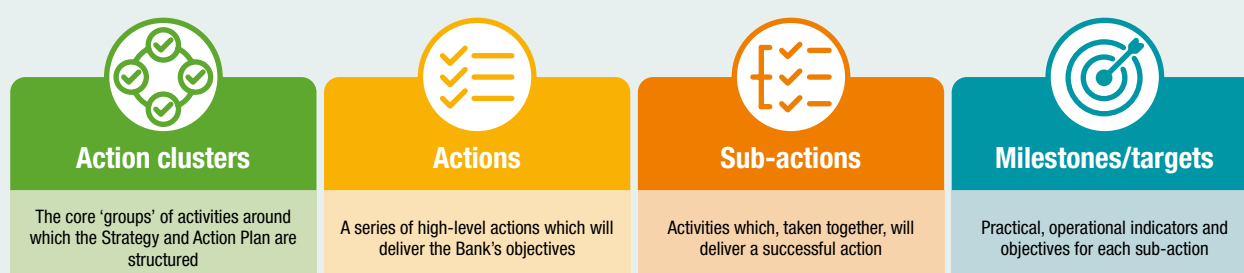 Action clusters
The core ‘groups’ of activities around
which the Strategy and Action Plan are
structured
Actions
A series of high-level actions which will
deliver the Bank’s objectives
Sub-actions
Activities which, taken together, will
deliver a successful action
Milestones/targets
Practical, operational indicators and
objectives for each sub-action